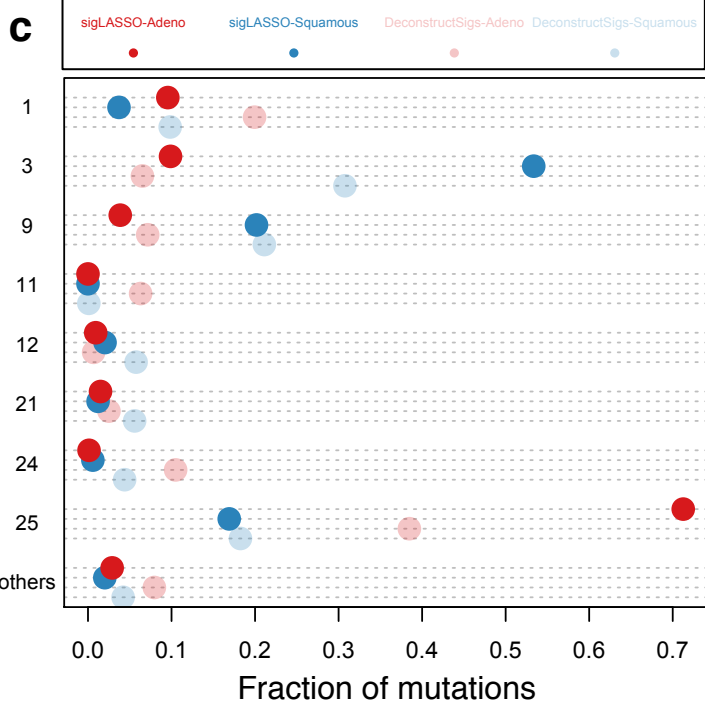 c
sigLASSO-Adeno sigLASSO-Squamous DeconstructSigs-Adeno DeconstructSigs-Squamous
1
3
9
11
12
21
24
25
others
0.0 0.1 0.2 0.3 0.4 0.5 0.6 0.7
Fraction of mutations